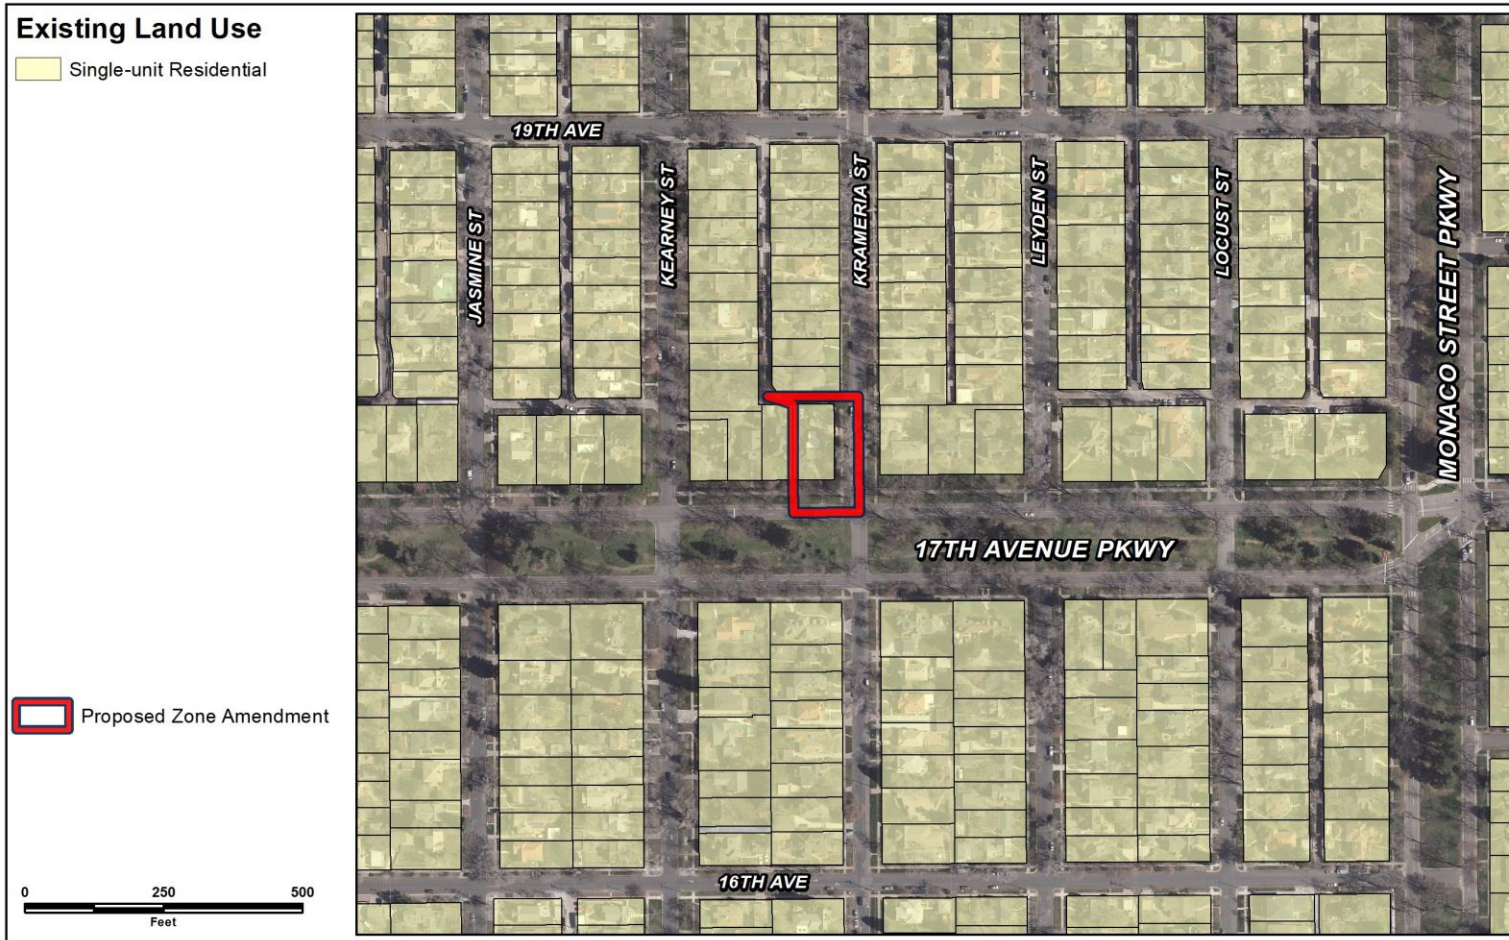 Existing Land Use
Single-unit Residential
19TH AVE
JASMINE ST
KEARNEY ST
KRAMERIA ST
LEYDEN ST
LOCUST ST
MONACO STREET PKWY
17TH AVENUE PKWY
Proposed Zone Amendment
16TH AVE
0 250 500
Feet